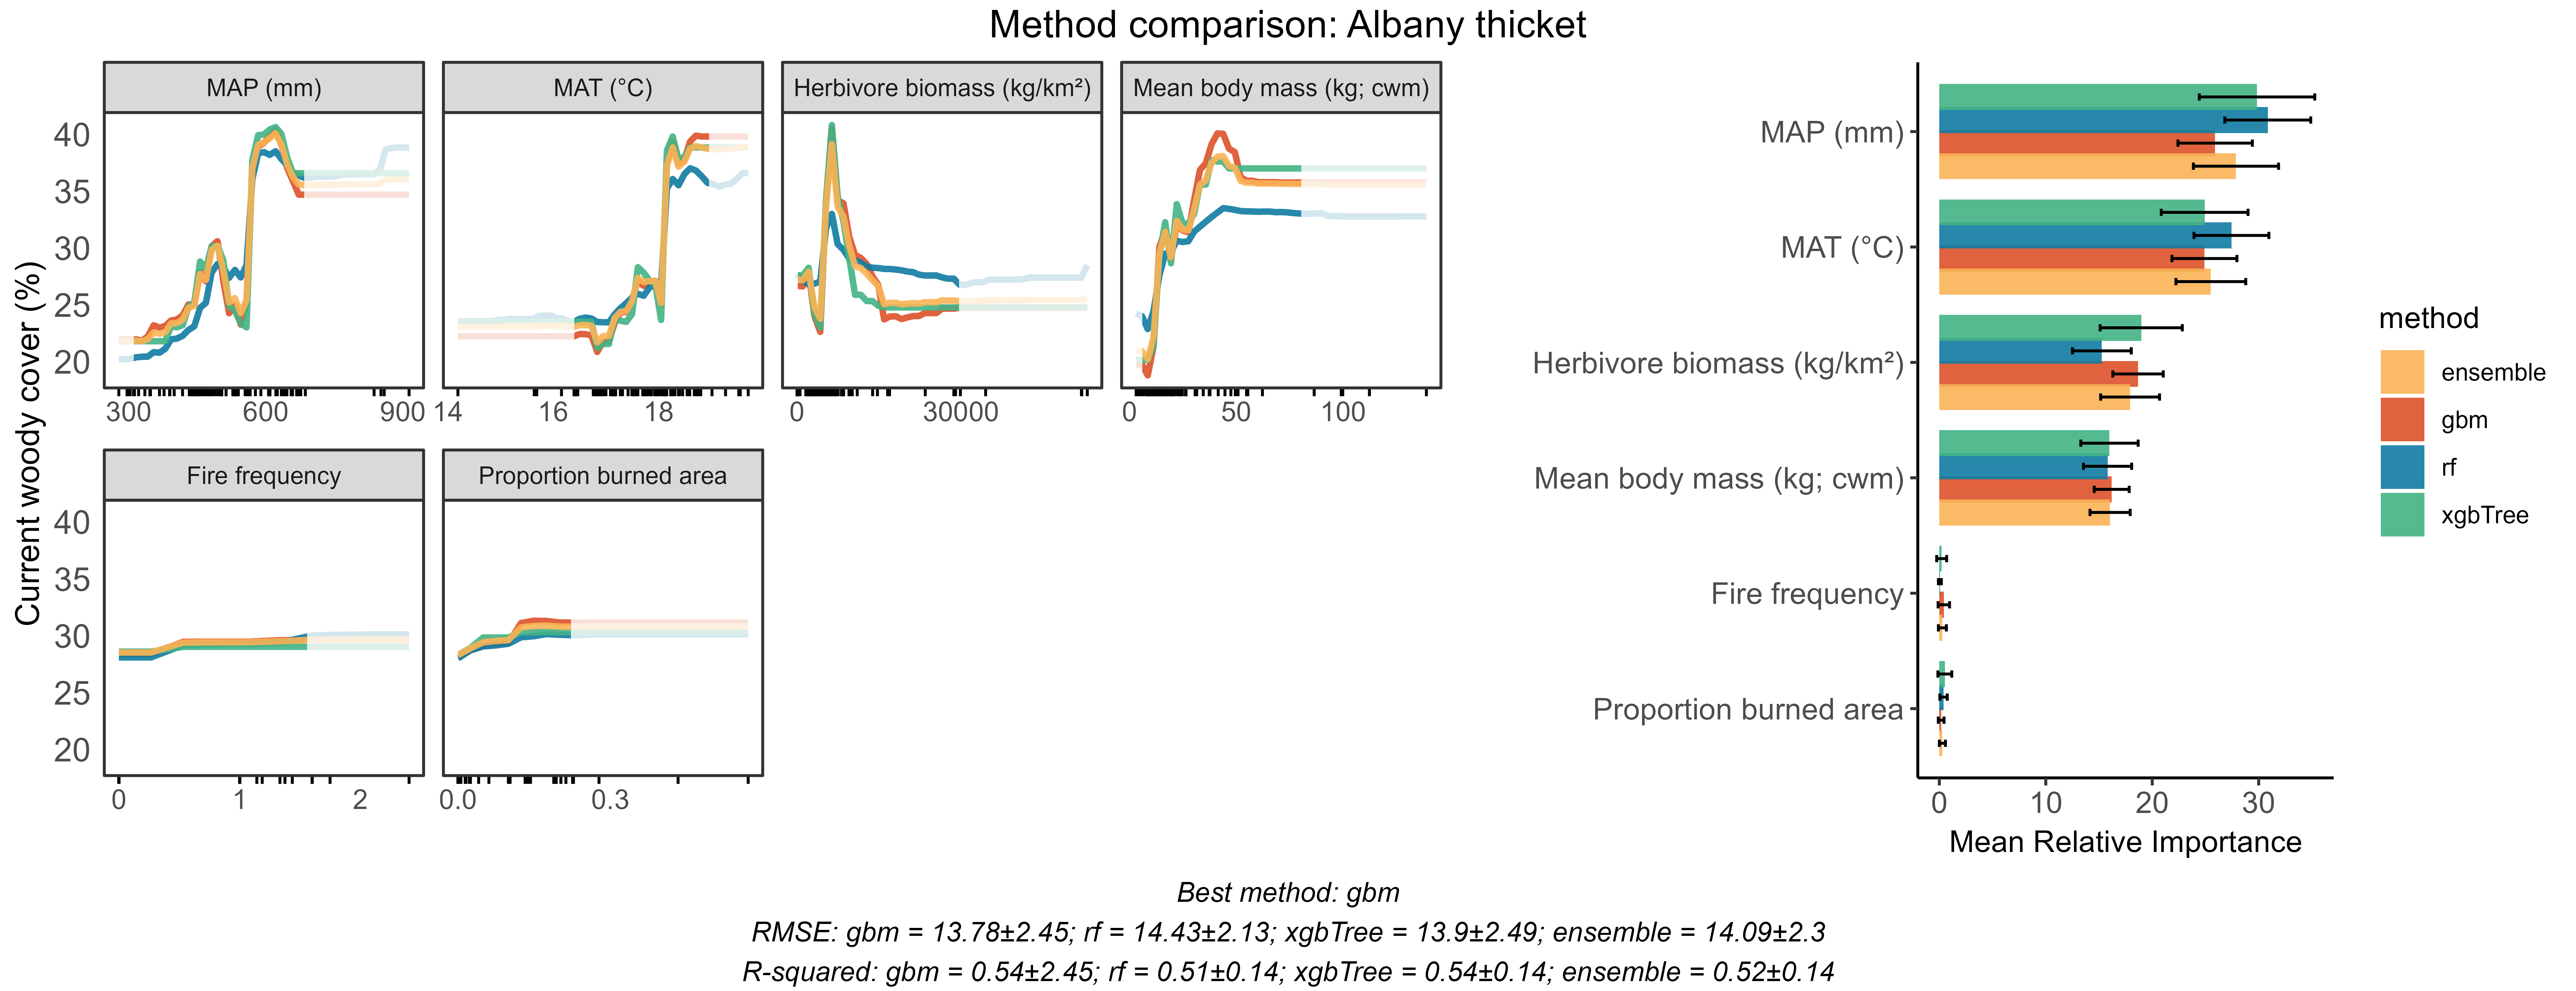 Method comparison: Albany thicket
MAP (mm)
MAT (°C)
Herbivore biomass (kg/km²)
Mean body mass (kg; cwm)
Current woody cover (%)
40
35
30
25
20
300 600 900
14 16 18
0 30000
0 50 100
Fire frequency
Proportion burned area
40
35
30
25
20
0 1 2
0.0 0.3
MAP (mm)
MAT (°C)
Herbivore biomass (kg/km²)
Mean body mass (kg; cwm)
Fire frequency
Proportion burned area
0 10 20 30
Mean Relative Importance
method
ensemble
gbm
rf
xgbTree
Best method: gbm
RMSE: gbm = 13.78±2.45; rf = 14.43±2.13; xgbTree = 13.9±2.49; ensemble = 14.09±2.3
R-squared: gbm = 0.54±2.45; rf = 0.51±0.14; xgbTree = 0.54±0.14; ensemble = 0.52±0.14